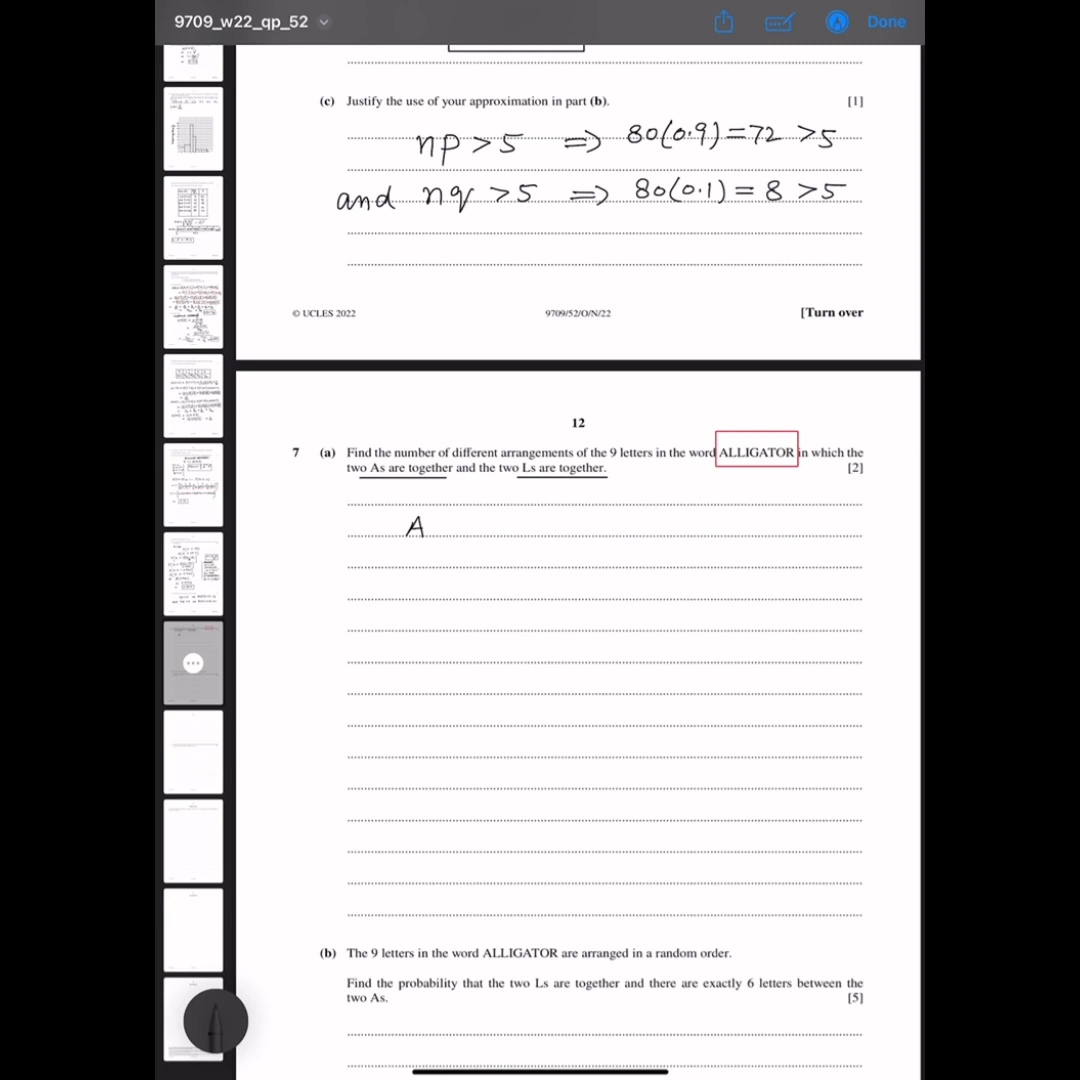 9709_w22_qp_52
Done
(c) Justify the use of your approximation in part (b). [1]
np > 5 ⇒ 80(0.9) = 72 > 5
and nq > 5 ⇒ 80(0.1) = 8 > 5
© UCLES 2022 9709/52/O/N/22 [Turn over
12
7 (a) Find the number of different arrangements of the 9 letters in the word ALLIGATOR in which the
two As are together and the two Ls are together. [2]
A
(b) The 9 letters in the word ALLIGATOR are arranged in a random order.
Find the probability that the two Ls are together and there are exactly 6 letters between the
two As. [5]